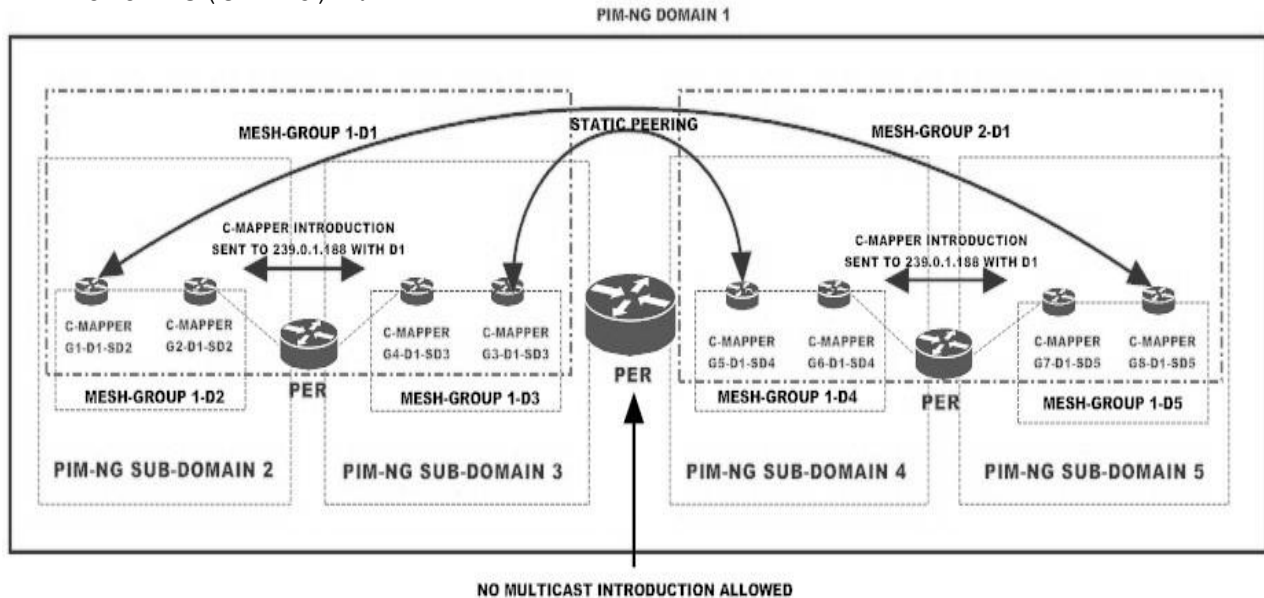 PIM-NG DOMAIN 1
MESH-GROUP 1-D1
STATIC PEERING
MESH-GROUP 2-D1
C-MAPPER INTRODUCTION
SENT TO 239.0.1.188 WITH D1
C-MAPPER INTRODUCTION
SENT TO 239.0.1.188 WITH D1
C-MAPPER
G1-D1-SD2
C-MAPPER
G2-D1-SD2
C-MAPPER
G4-D1-SD3
C-MAPPER
G3-D1-SD3
C-MAPPER
G5-D1-SD4
C-MAPPER
G6-D1-SD4
C-MAPPER
G7-D1-SD5
C-MAPPER
G8-D1-SD5
PER
PER
PER
MESH-GROUP 1-D2
MESH-GROUP 1-D3
MESH-GROUP 1-D4
MESH-GROUP 1-D5
PIM-NG SUB-DOMAIN 2
PIM-NG SUB-DOMAIN 3
PIM-NG SUB-DOMAIN 4
PIM-NG SUB-DOMAIN 5
NO MULTICAST INTRODUCTION ALLOWED